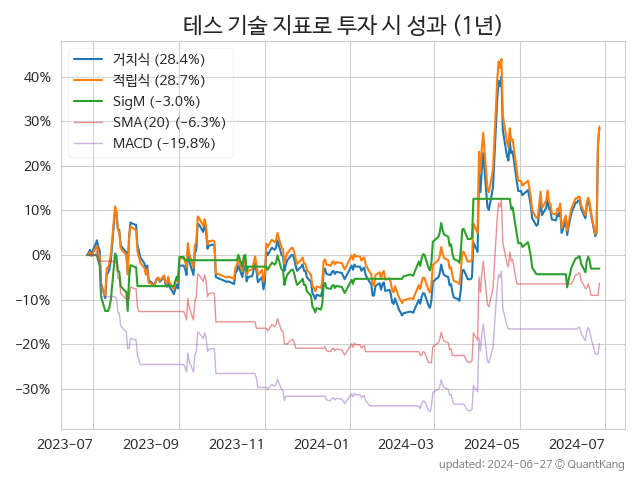 테스 기술 지표로 투자 시 성과 (1년)
거치식 (28.4%)
적립식 (28.7%)
SigM (−3.0%)
SMA(20) (−6.3%)
MACD (−19.8%)
40%
30%
20%
10%
0%
−10%
−20%
−30%
2023-07 2023-09 2023-11 2024-01 2024-03 2024-05 2024-07
updated: 2024-06-27 © QuantKang